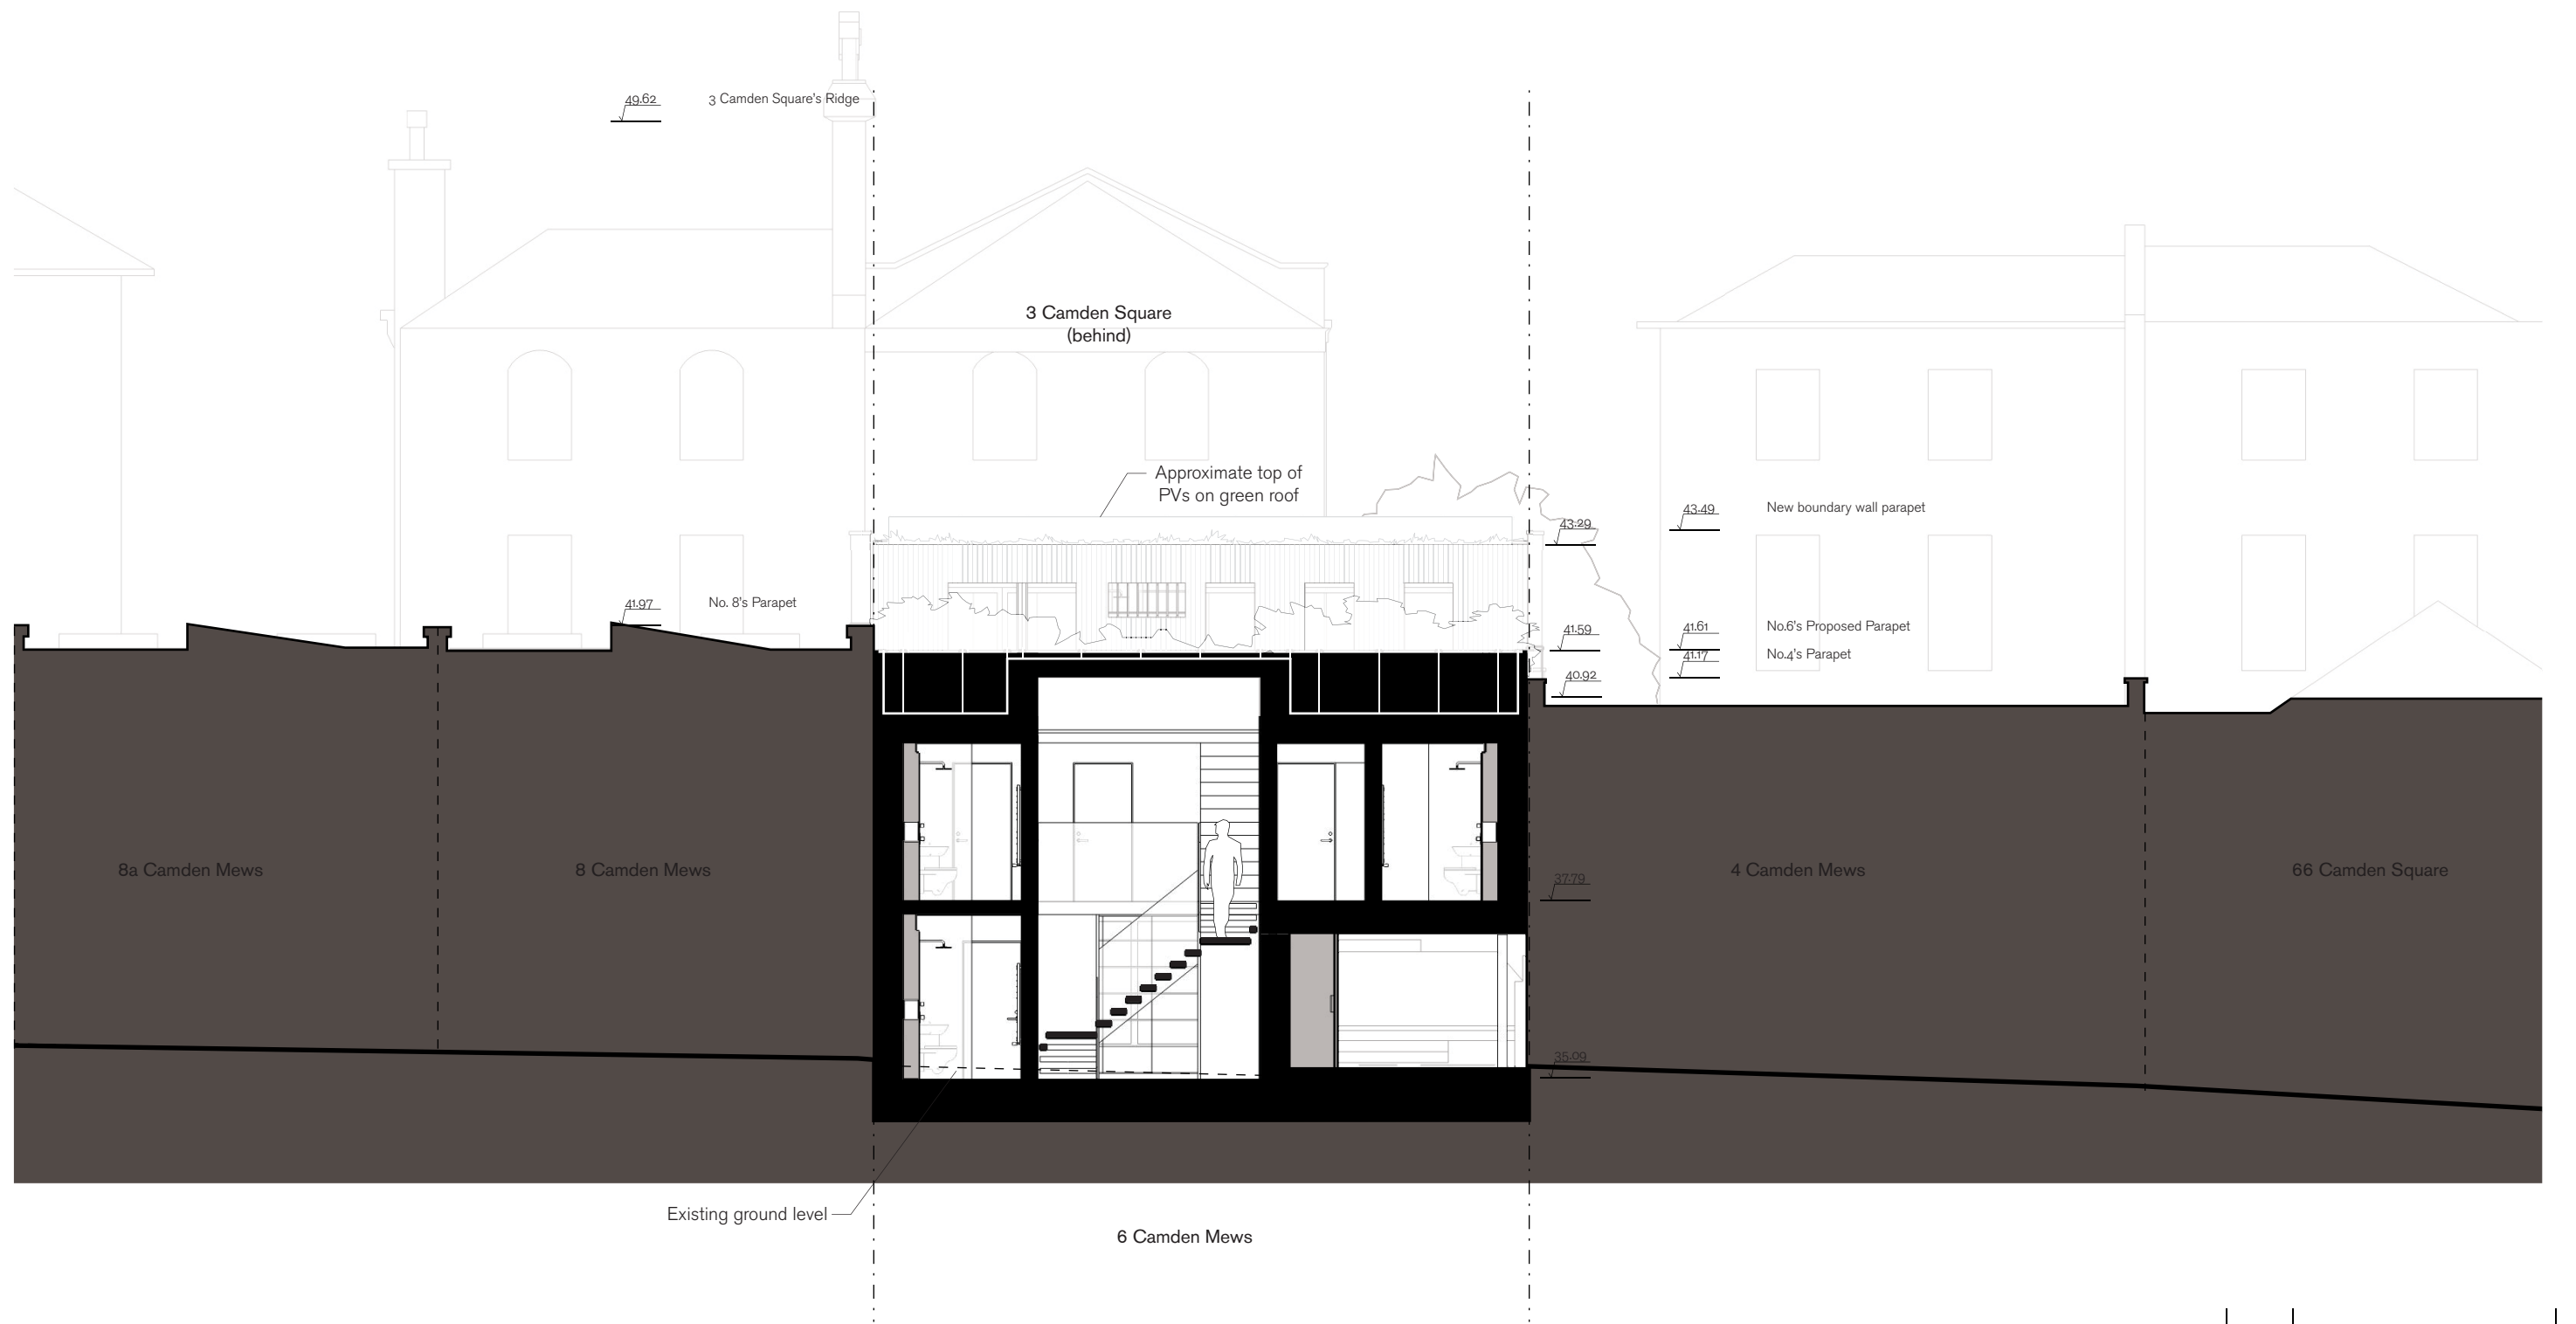 49.62 3 Camden Square's Ridge
3 Camden Square
(behind)
Approximate top of
PVs on green roof
43.49 New boundary wall parapet
43.29
41.97 No. 8's Parapet
41.59
41.61 No.6's Proposed Parapet
41.17 No.4's Parapet
40.92
8a Camden Mews
8 Camden Mews
4 Camden Mews
66 Camden Square
37.79
35.09
Existing ground level
6 Camden Mews